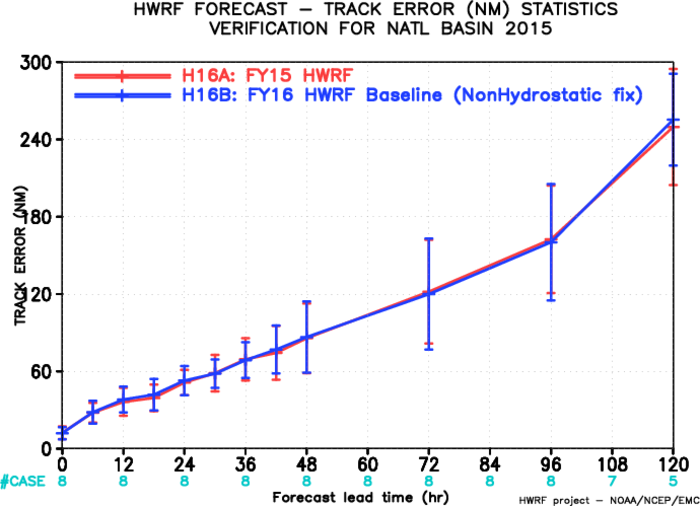 HWRF FORECAST – TRACK ERROR (NM) STATISTICS
VERIFICATION FOR NATL BASIN 2015
H16A: FY15 HWRF
H16B: FY16 HWRF Baseline (NonHydrostatic fix)
TRACK ERROR (NM)
300
240
180
120
60
0
0 12 24 36 48 60 72 84 96 108 120
#CASE 8 8 8 8 8 8 8 8 8 7 5
Forecast lead time (hr)
HWRF project – NOAA/NCEP/EMC